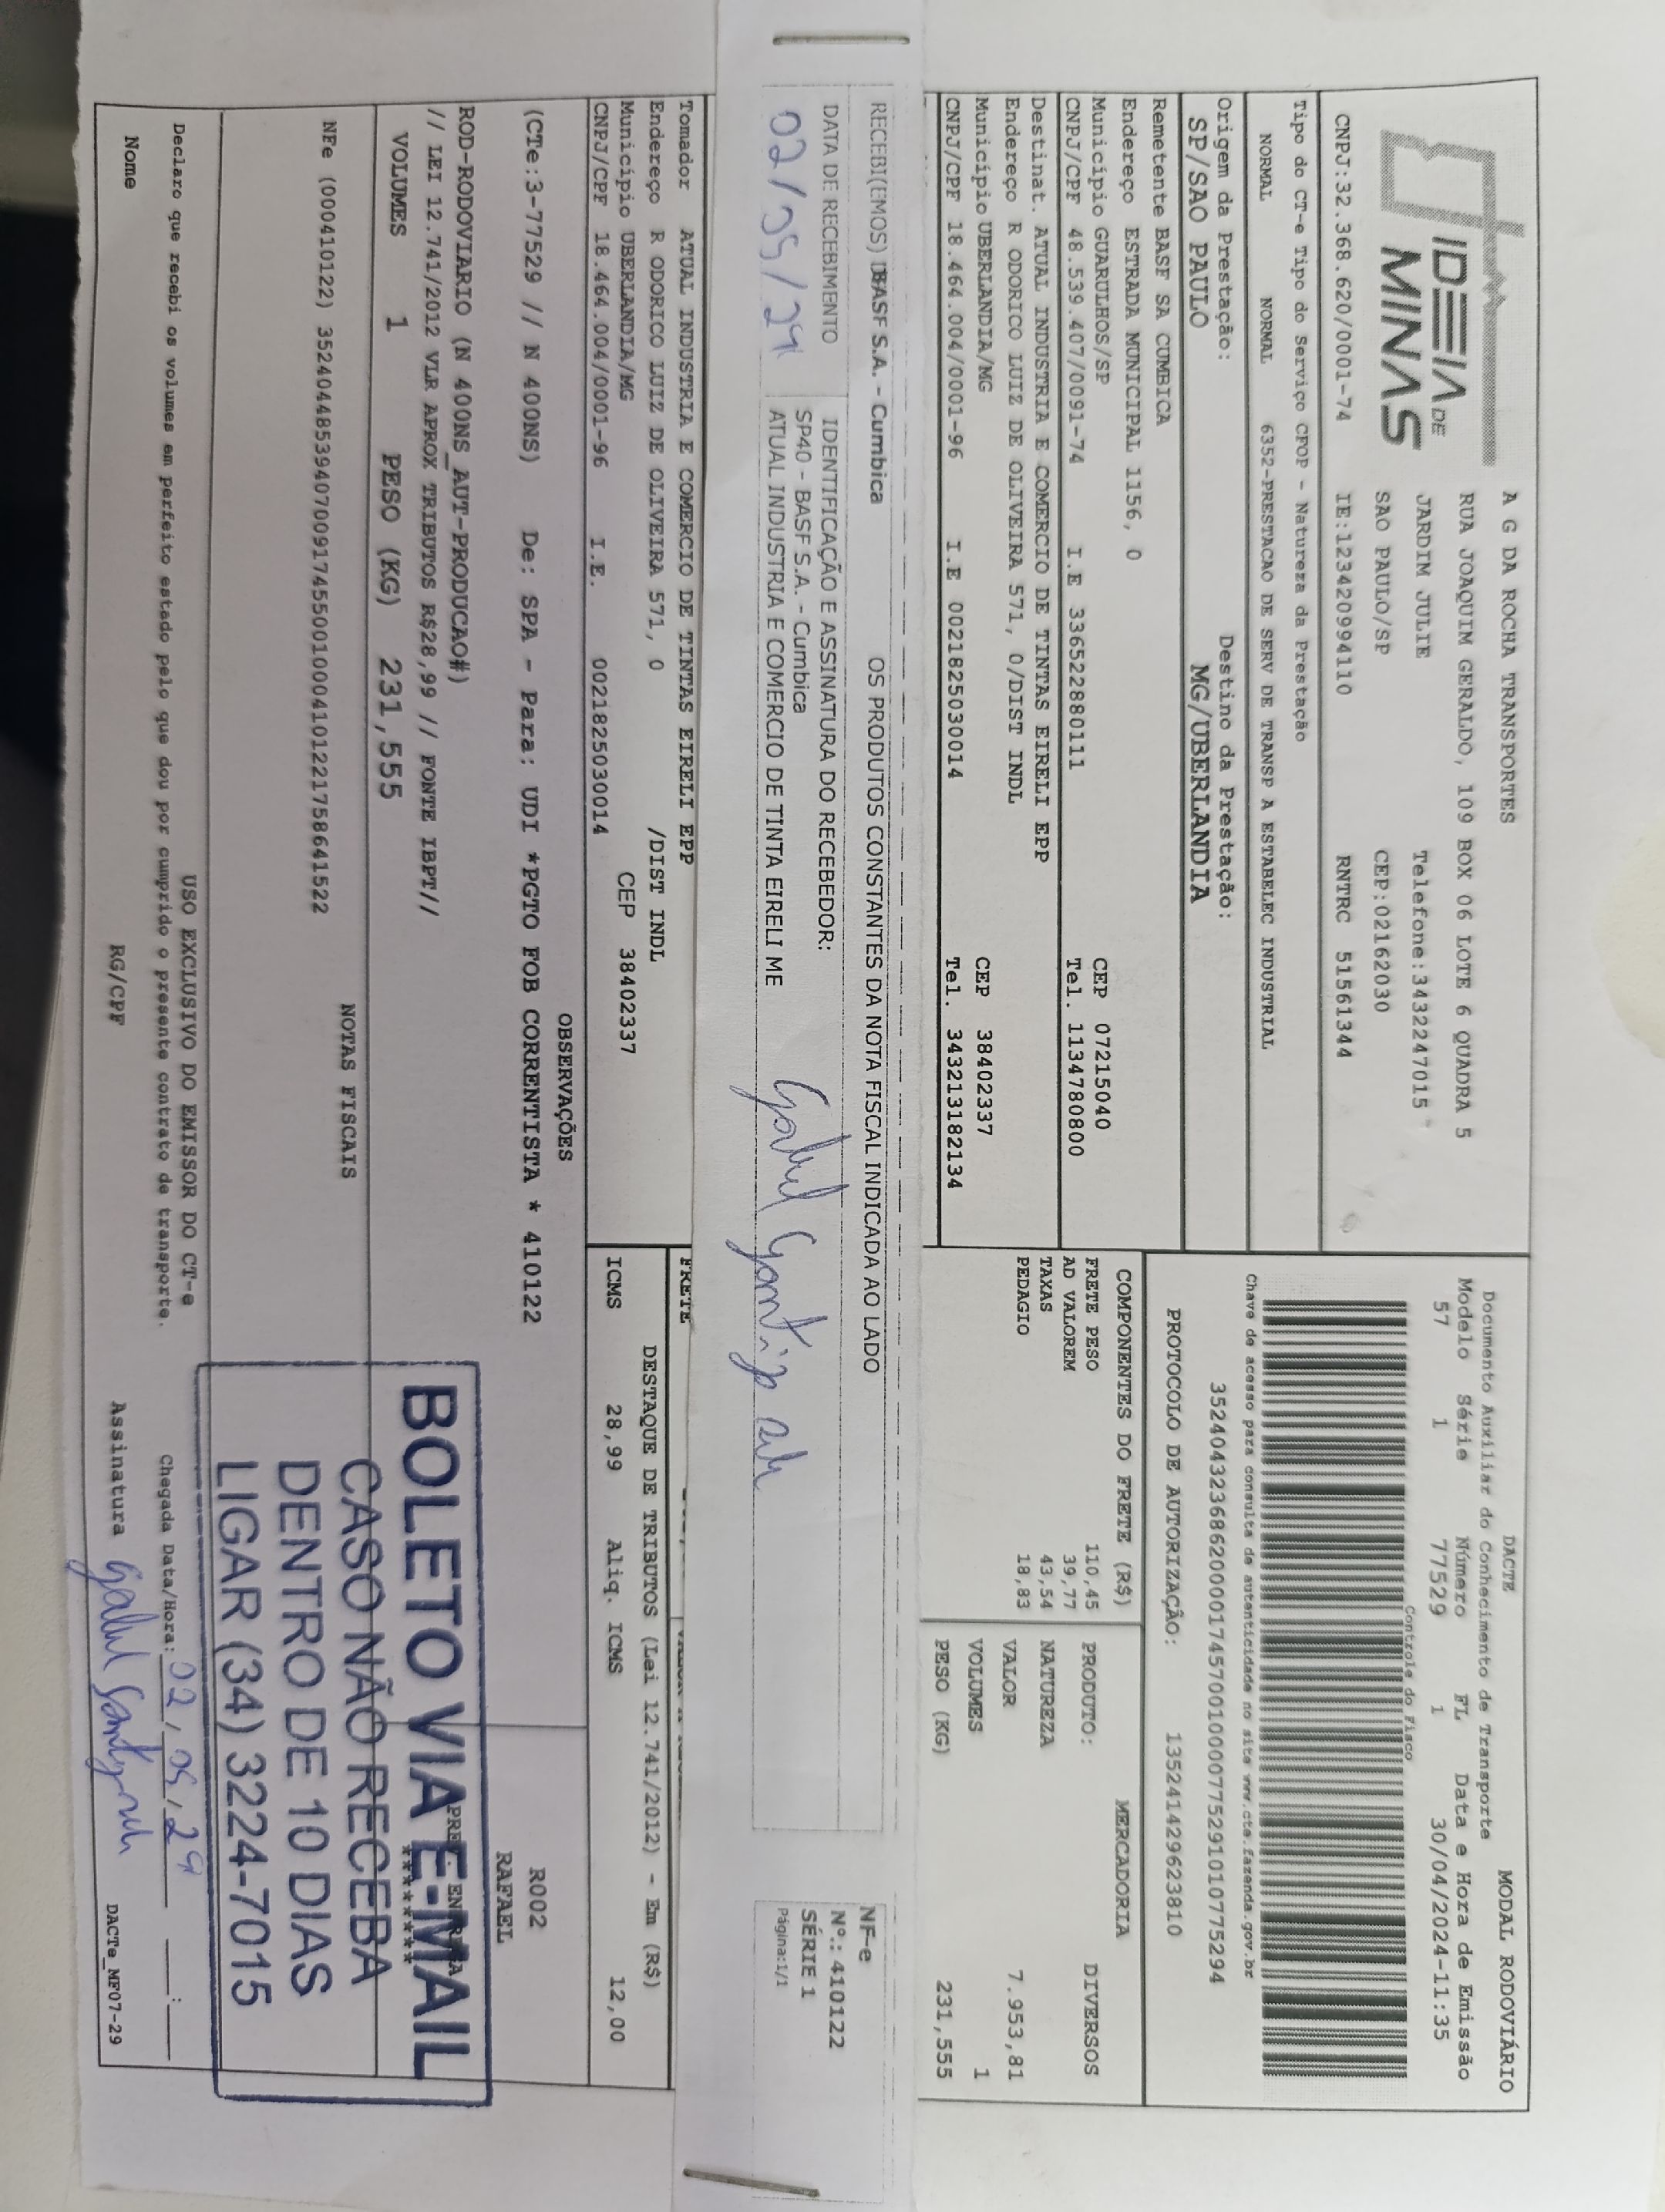 IDEIA DE
MINAS
A G DA ROCHA TRANSPORTES
RUA JOAQUIM GERALDO, 109 BOX 06 LOTE 6 QUADRA 5
JARDIM JULIE Telefone:3432247015
SAO PAULO/SP CEP:02162030
CNPJ:32.368.620/0001-74 IE:123420994110 RNTRC 51561344
DACTE MODAL RODOVIÁRIO
Documento Auxiliar do Conhecimento de Transporte
Modelo Série Número FL Data e Hora de Emissão
57 1 77529 1 30/04/2024-11:35
Controle do Fisco
Tipo do CT-e Tipo do Serviço CFOP - Natureza da Prestação
NORMAL NORMAL 6352-PRESTACAO DE SERV DE TRANSP A ESTABELEC INDUSTRIAL
Chave de acesso para consulta de autenticidade no site www.cte.fazenda.gov.br
35240432368620000174570010000775291010775294
Origem da Prestação: Destino da Prestação:
SP/SAO PAULO MG/UBERLANDIA
PROTOCOLO DE AUTORIZAÇÃO: 135241429623810
Remetente BASF SA CUMBICA
Endereço ESTRADA MUNICIPAL 1156, 0
Município GUARULHOS/SP CEP 07215040
CNPJ/CPF 48.539.407/0091-74 I.E 336522880111 Tel. 1134780800
Destinat. ATUAL INDUSTRIA E COMERCIO DE TINTAS EIRELI EPP
Endereço R ODORICO LUIZ DE OLIVEIRA 571, 0/DIST INDL
Município UBERLANDIA/MG CEP 38402337
CNPJ/CPF 18.464.004/0001-96 I.E 0021825030014 Tel. 34321318213​4
COMPONENTES DO FRETE (R$)
FRETE PESO 110,45
AD VALOREM 39,77
TAXAS 43,54
PEDAGIO 18,83
MERCADORIA
PRODUTO: DIVERSOS
NATUREZA
VALOR 7.953,81
VOLUMES 1
PESO (KG) 231,555
RECEBI(EMOS) DBASF S.A. - Cumbica OS PRODUTOS CONSTANTES DA NOTA FISCAL INDICADA AO LADO
DATA DE RECEBIMENTO
02/05/24
IDENTIFICAÇÃO E ASSINATURA DO RECEBEDOR:
SP40 - BASF S.A. - Cumbica
ATUAL INDUSTRIA E COMERCIO DE TINTA EIRELI ME
NF-e
Nº.: 410122
SÉRIE 1
Página:1/1
Tomador ATUAL INDUSTRIA E COMERCIO DE TINTAS EIRELI EPP
Endereço R ODORICO LUIZ DE OLIVEIRA 571, 0 /DIST INDL
Município UBERLANDIA/MG CEP 38402337
CNPJ/CPF 18.464.004/0001-96 I.E. 0021825030014
FRETE
DESTAQUE DE TRIBUTOS (Lei 12.741/2012) - Em (R$)
ICMS 28,99 Aliq. ICMS 12,00
OBSERVAÇÕES
(CTe:3-77529 // N 400NS) De: SPA - Para: UDI *PGTO FOB CORRENTISTA * 410122
R002
RAFAEL
ROD-RODOVIARIO (N 400NS_AUT-PRODUCAO#)
// LEI 12.741/2012 VLR APROX TRIBUTOS R$28,99 // FONTE IBPT//
VOLUMES 1 PESO (KG) 231,555
NOTAS FISCAIS
NFe (000410122) 35240448539407009174550010004101221758641522
BOLETO VIA E-MAIL
CASO NÃO RECEBA
DENTRO DE 10 DIAS
LIGAR (34) 3224-7015
USO EXCLUSIVO DO EMISSOR DO CT-e
Declaro que recebi os volumes em perfeito estado pelo que dou por cumprido o presente contrato de transporte.
Chegada Data/Hora: 02/05/24 :
Nome RG/CPF Assinatura
DACTe_MF07-29